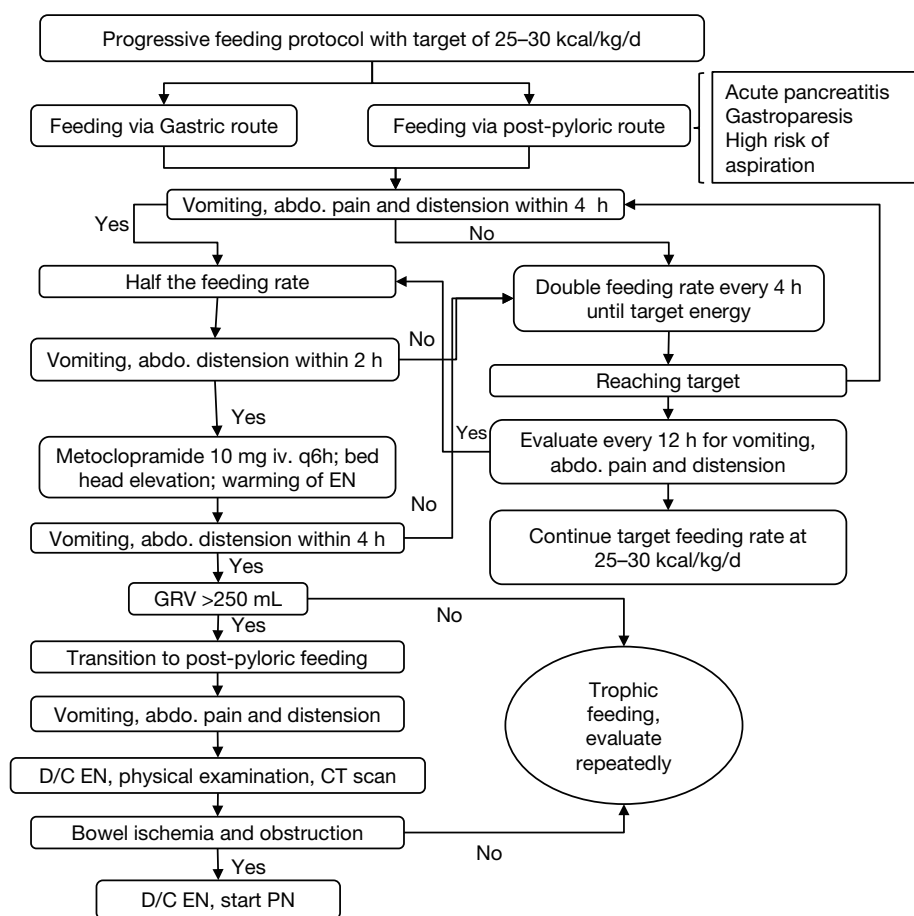 Progressive feeding protocol with target of 25–30 kcal/kg/d
Feeding via Gastric route
Feeding via post-pyloric route
Acute pancreatitis
Gastroparesis
High risk of
aspiration
Vomiting, abdo. pain and distension within 4 h
Yes
No
Half the feeding rate
Double feeding rate every 4 h
until target energy
No
Vomiting, abdo. distension within 2 h
Reaching target
Yes
Yes
Evaluate every 12 h for vomiting,
abdo. pain and distension
Metoclopramide 10 mg iv. q6h; bed
head elevation; warming of EN
No
Vomiting, abdo. distension within 4 h
Continue target feeding rate at
25–30 kcal/kg/d
Yes
GRV >250 mL
No
Yes
Transition to post-pyloric feeding
Trophic
feeding,
evaluate
repeatedly
Vomiting, abdo. pain and distension
D/C EN, physical examination, CT scan
Bowel ischemia and obstruction
No
Yes
D/C EN, start PN